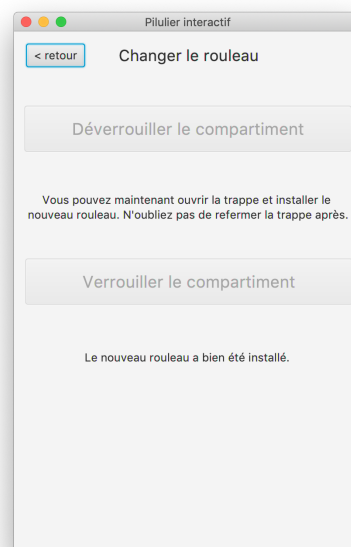 Pilulier interactif
< retour
Changer le rouleau
Déverrouiller le compartiment
Vous pouvez maintenant ouvrir la trappe et installer le
nouveau rouleau. N'oubliez pas de refermer la trappe après.
Verrouiller le compartiment
Le nouveau rouleau a bien été installé.